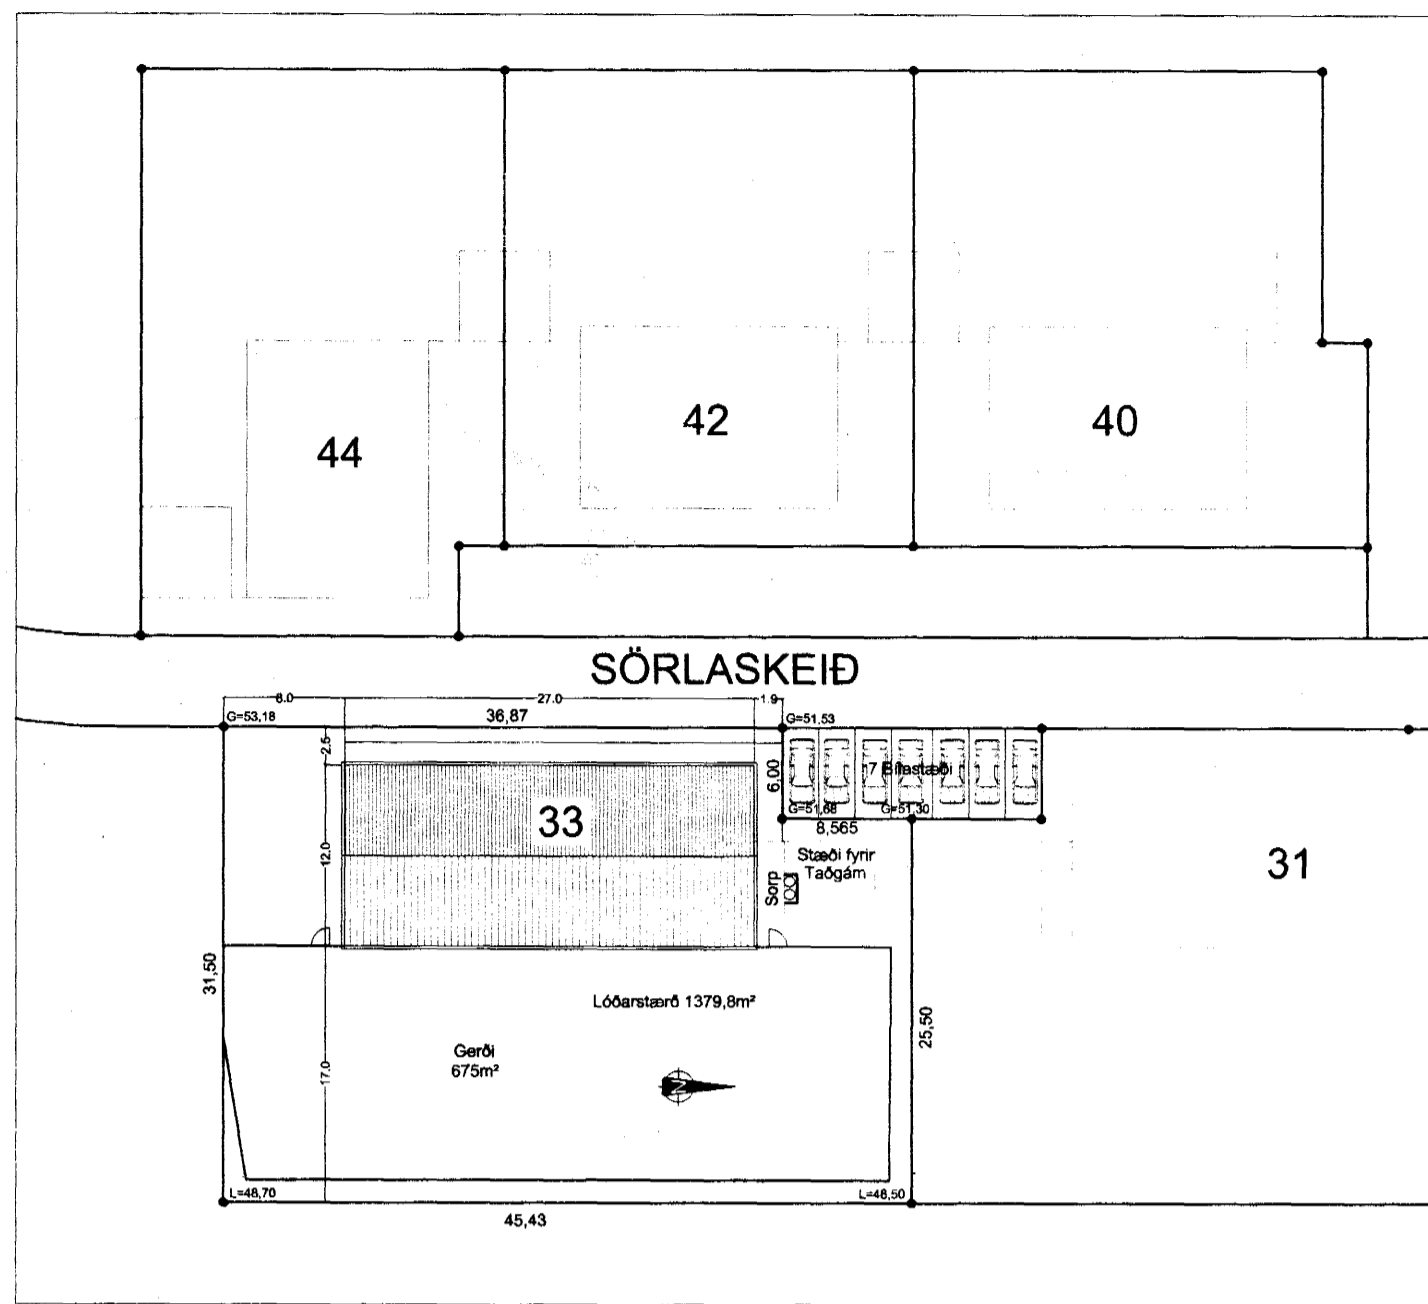 44
42
40
SÖRLASKEIÐ
8.0
27.0
1.9
G=53,18
36,87
G=51,53
2.5
6,00
7 Bílastæði
G=51,68
G=51,30
8,565
33
12.0
Stæði fyrir
Taðgám
Sorp
31
31,50
Lóðarstærð 1379,8m²
25,50
Gerði
675m²
17.0
N
L=48,70
L=48,50
45,43